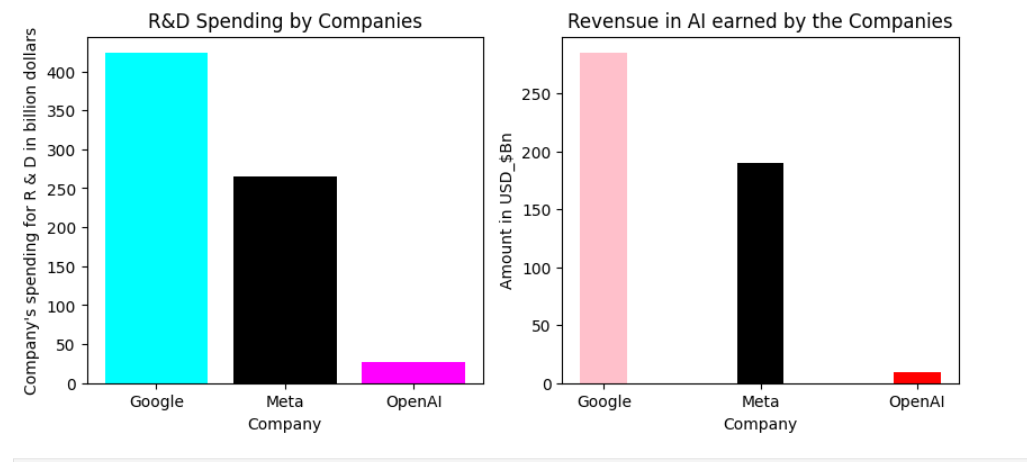 R&D Spending by Companies
Company's spending for R & D in billion dollars
400
350
300
250
200
150
100
50
0
Google Meta OpenAI
Company
Revensue in AI earned by the Companies
Amount in USD_$Bn
250
200
150
100
50
0
Google Meta OpenAI
Company